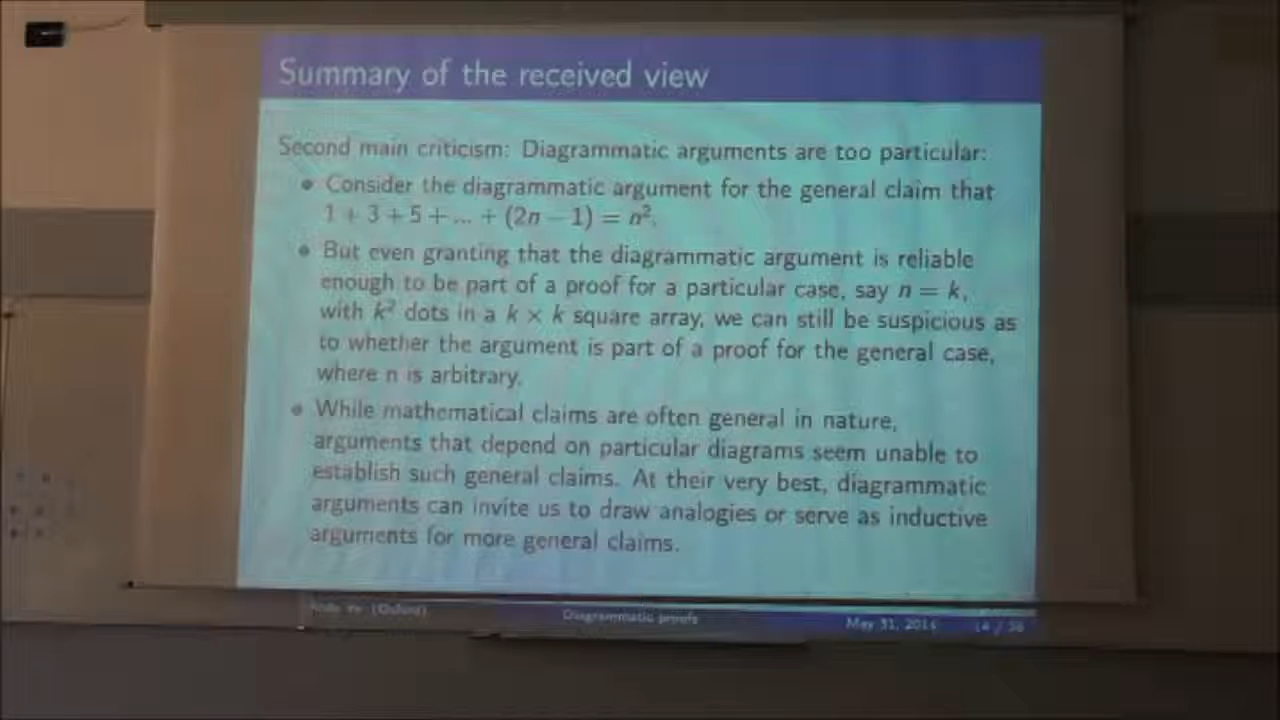 Summary of the received view
Second main criticism: Diagrammatic arguments are too particular:
• Consider the diagrammatic argument for the general claim that
1 + 3 + 5 + ... + (2n − 1) = n².
• But even granting that the diagrammatic argument is reliable
enough to be part of a proof for a particular case, say n = k,
with k² dots in a k × k square array, we can still be suspicious as
to whether the argument is part of a proof for the general case,
where n is arbitrary.
• While mathematical claims are often general in nature,
arguments that depend on particular diagrams seem unable to
establish such general claims. At their very best, diagrammatic
arguments can invite us to draw analogies or serve as inductive
arguments for more general claims.
(Oxford) Diagrammatic proofs May 31, 2014